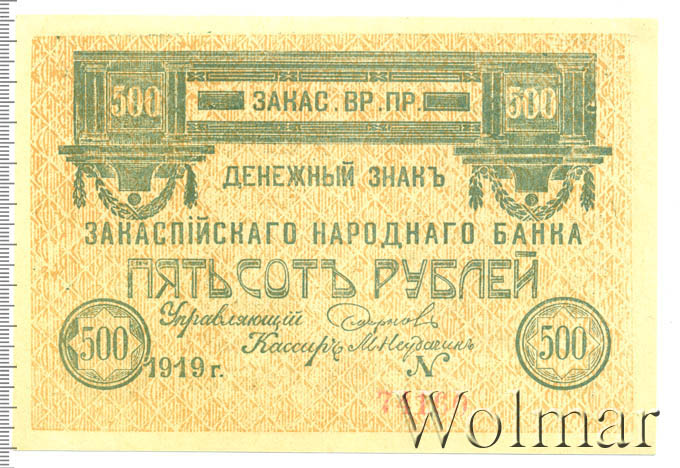 500 ЗАКАС. ВР. ПР. 500
ДЕНЕЖНЫЙ ЗНАКЪ
ЗАКАСПІЙСКАГО НАРОДНАГО БАНКА
ПЯТЬСОТЪ РУБЛЕЙ
Управляющій
Кассиръ
500 1919 г. N 500
Wolmar